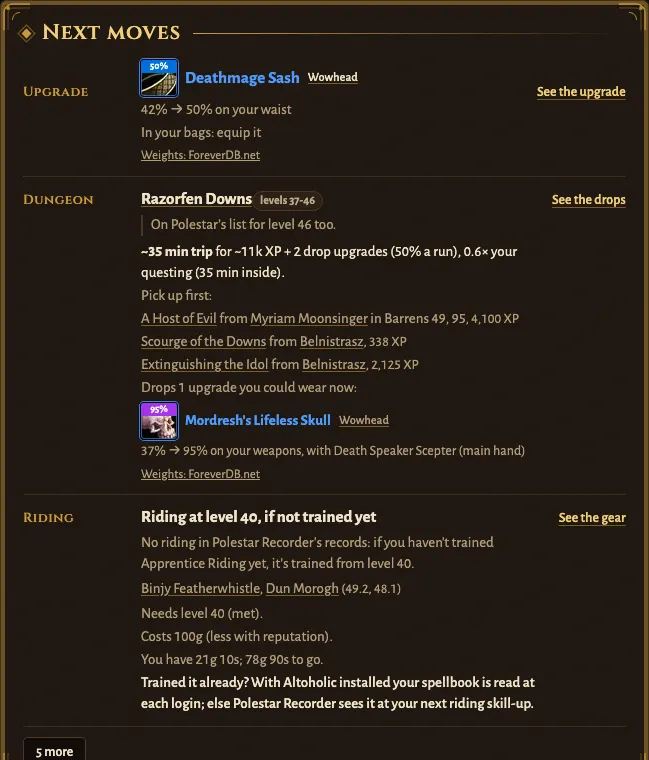 Next moves
Upgrade
50%
Deathmage Sash Wowhead
See the upgrade
42% → 50% on your waist
In your bags: equip it
Weights: ForeverDB.net
Dungeon
Razorfen Downs levels 37-46
See the drops
On Polestar's list for level 46 too.
~35 min trip for ~11k XP + 2 drop upgrades (50% a run), 0.6× your
questing (35 min inside).
Pick up first:
A Host of Evil from Myriam Moonsinger in Barrens 49, 95, 4,100 XP
Scourge of the Downs from Belnistrasz, 338 XP
Extinguishing the Idol from Belnistrasz, 2,125 XP
Drops 1 upgrade you could wear now:
95%
Mordresh's Lifeless Skull Wowhead
37% → 95% on your weapons, with Death Speaker Scepter (main hand)
Weights: ForeverDB.net
Riding
Riding at level 40, if not trained yet
See the gear
No riding in Polestar Recorder's records: if you haven't trained
Apprentice Riding yet, it's trained from level 40.
Binjy Featherwhistle, Dun Morogh (49.2, 48.1)
Needs level 40 (met).
Costs 100g (less with reputation).
You have 21g 10s; 78g 90s to go.
Trained it already? With Altoholic installed your spellbook is read at
each login; else Polestar Recorder sees it at your next riding skill-up.
5 more